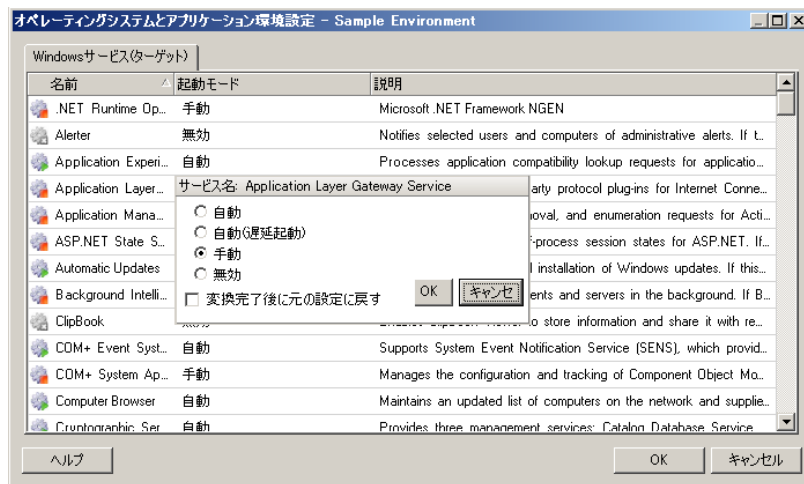 オペレーティングシステムとアプリケーション環境設定 - Sample Environment
Windowsサービス(ターゲット)
名前 起動モード 説明
.NET Runtime Op... 手動 Microsoft .NET Framework NGEN
Alerter 無効 Notifies selected users and computers of administrative alerts. If t...
Application Experi... 自動 Processes application compatibility lookup requests for applicatio...
Application Layer... arty protocol plug-ins for Internet Conne...
Application Mana... oval, and enumeration requests for Acti...
ASP.NET State S... -process session states for ASP.NET. If...
Automatic Updates l installation of Windows updates. If this...
Background Intelli... ents and servers in the background. If B...
ClipBook to store information and share it with re...
サービス名: Application Layer Gateway Service
自動
自動(遅延起動)
手動
無効
変換完了後に元の設定に戻す
OK キャンセ
COM+ Event Syst... 自動 Supports System Event Notification Service (SENS), which provid...
COM+ System Ap... 手動 Manages the configuration and tracking of Component Object Mo...
Computer Browser 自動 Maintains an updated list of computers on the network and supplie...
Cryptographic Ser 自動 Provides three management services: Catalog Database Service
ヘルプ OK キャンセル